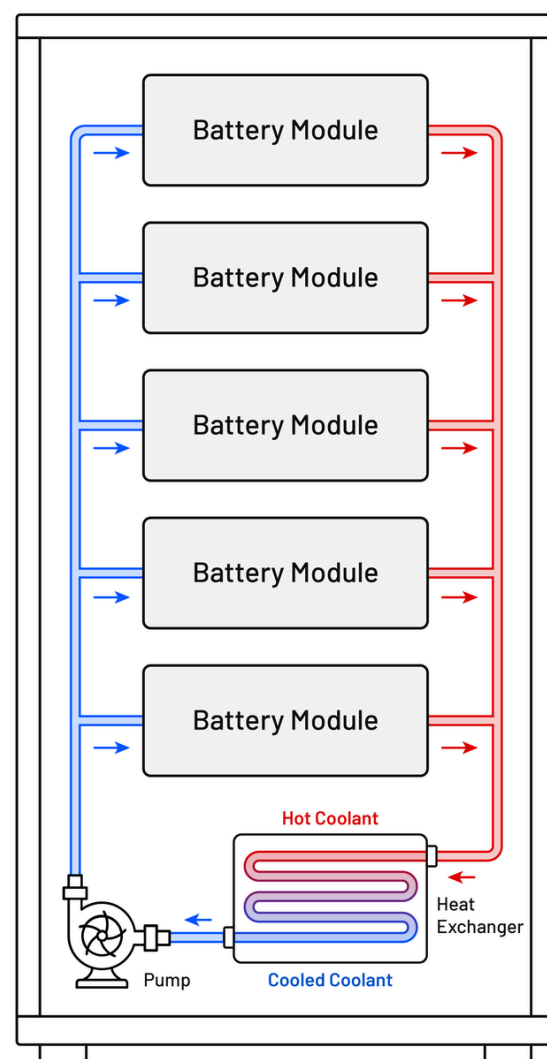 Battery Module
Battery Module
Battery Module
Battery Module
Battery Module
Hot Coolant
Heat
Exchanger
Pump
Cooled Coolant